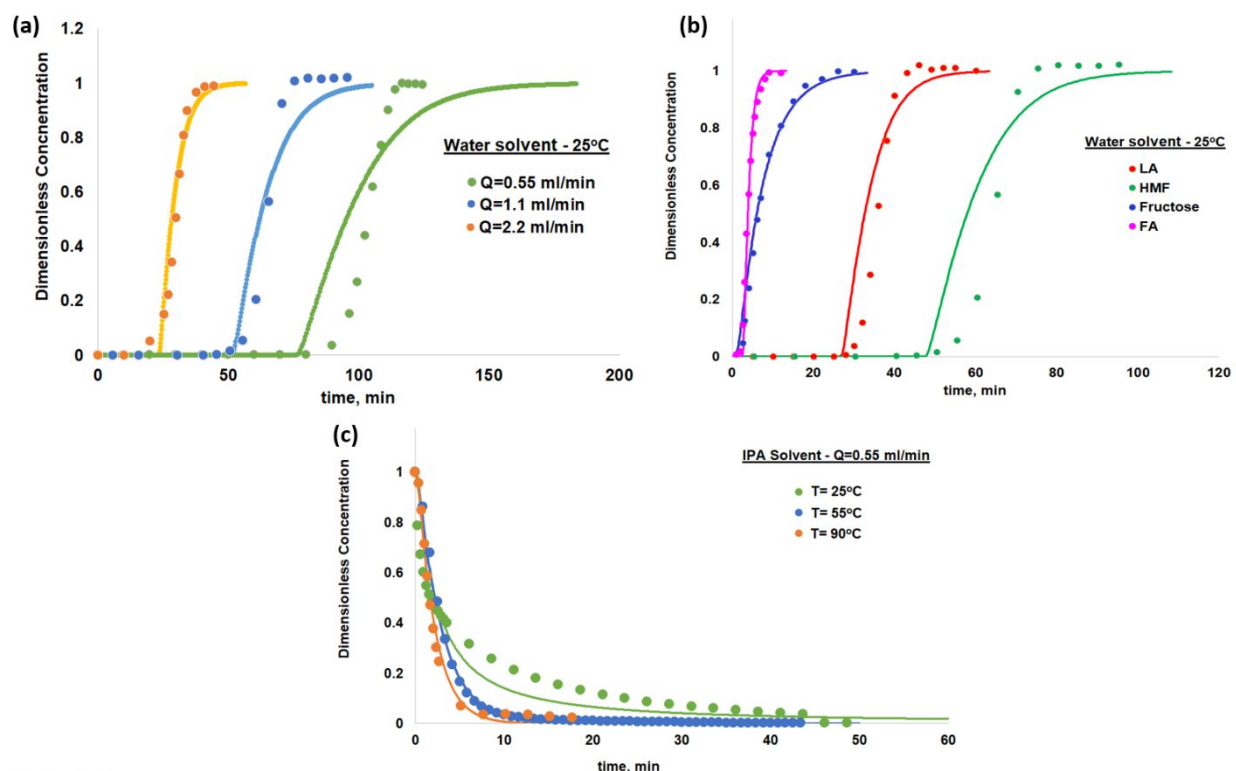 (a)
1.2
1
0.8
0.6
0.4
0.2
0
Dimensionless Concentration
0 50 100 150 200
time, min
Water solvent - 25°C
Q=0.55 ml/min
Q=1.1 ml/min
Q=2.2 ml/min
(b)
1
0.8
0.6
0.4
0.2
0
Dimensionless Concentration
0 20 40 60 80 100 120
time, min
Water solvent - 25°C
LA
HMF
Fructose
FA
(c)
1
0.8
0.6
0.4
0.2
0
Dimensionless Concentration
0 10 20 30 40 50 60
time, min
IPA Solvent - Q=0.55 ml/min
T= 25°C
T= 55°C
T= 90°C